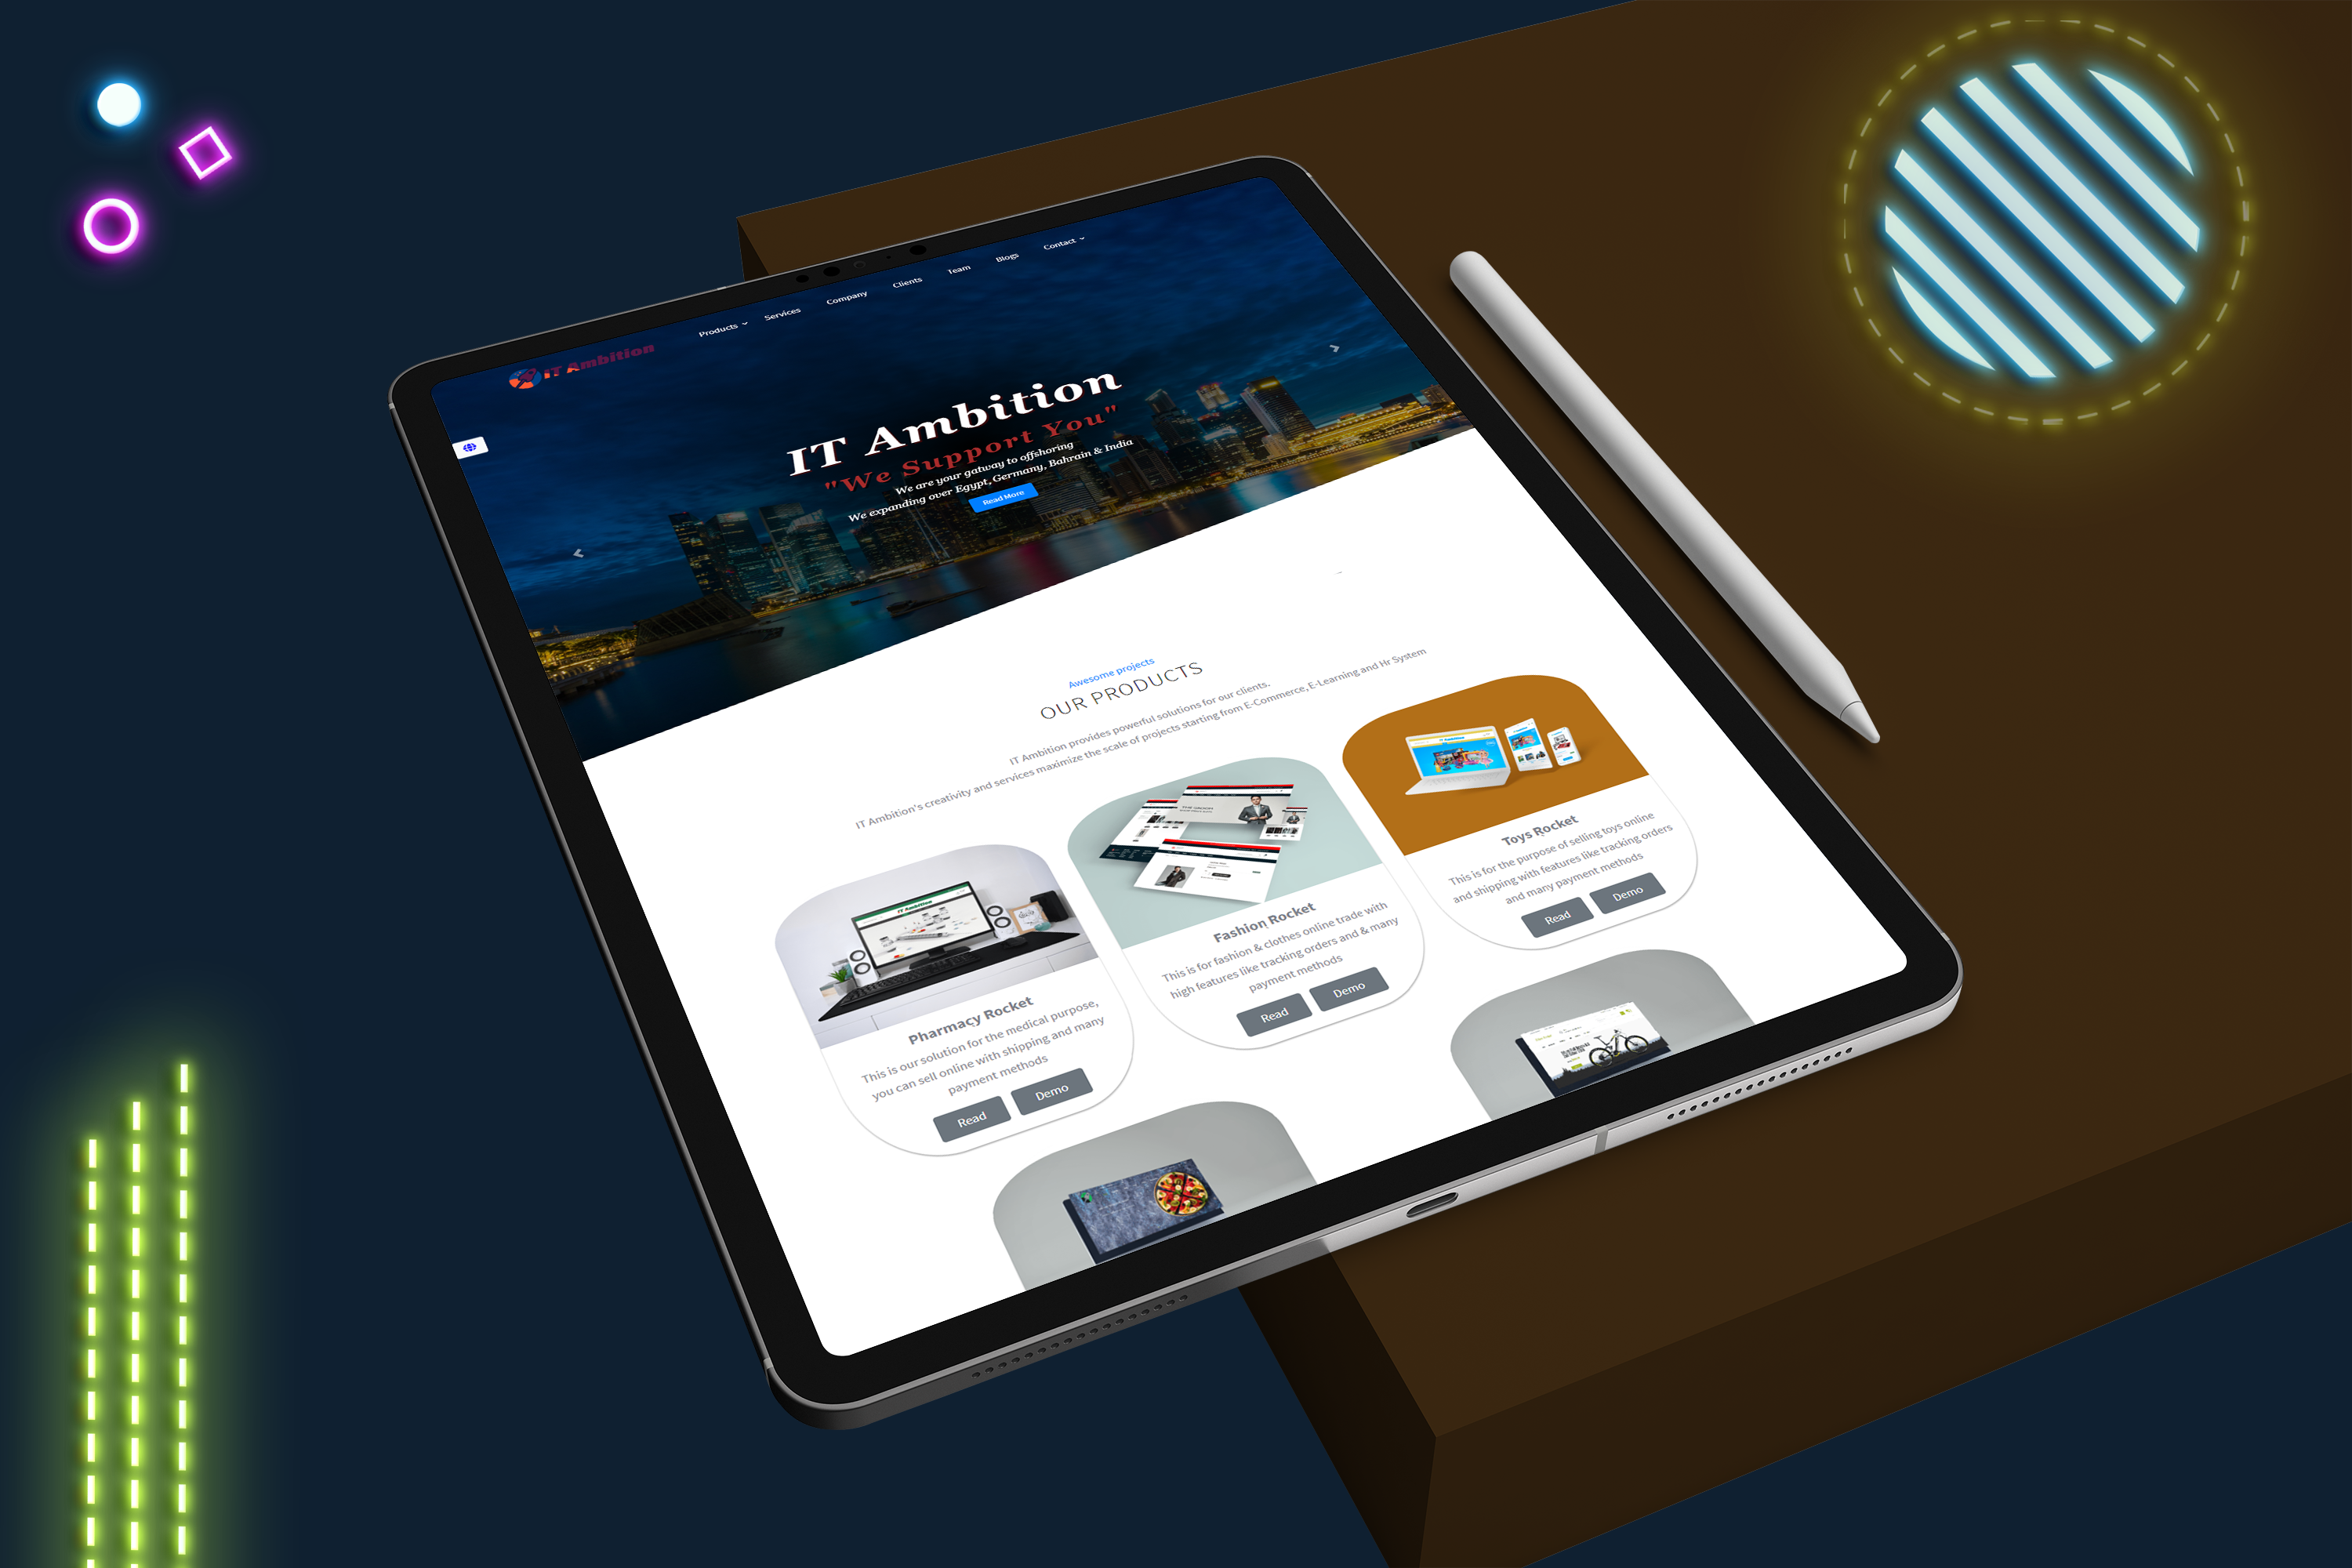 IT Ambition
Products
Services
Company
Clients
Team
Blogs
Contact
IT Ambition
"We Support You"
We are your gatway to offshoring
We expanding over Egypt, Germany, Bahrain & India
Read More
Awesome projects
OUR PRODUCTS
IT Ambition provides powerful solutions for our clients.
IT Ambition's creativity and services maximize the scale of projects starting from E-Commerce, E-Learning and Hr System
IT Ambition
Pharmacy Rocket
This is our solution for the medical purpose,
you can sell online with shipping and many
payment methods
Read
Demo
Fashion Rocket
This is for fashion & clothes online trade with
high features like tracking orders and & many
payment methods
Read
Demo
Toys Rocket
This is for the purpose of selling toys online
and shipping with features like tracking orders
and many payment methods
Read
Demo